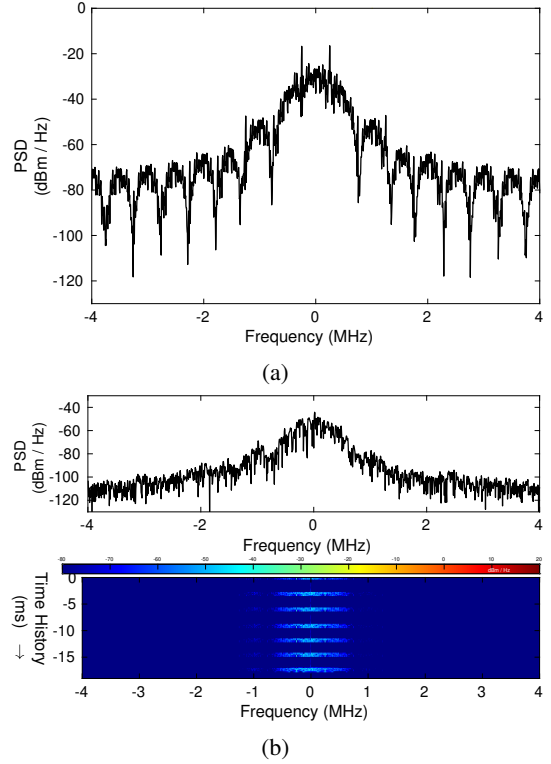 0
-20
-40
-60
-80
-100
-120
PSD
(dBm / Hz)
-4 -2 0 2 4
Frequency (MHz)
(a)
-40
-60
-80
-100
-120
PSD
(dBm / Hz)
-4 -2 0 2 4
Frequency (MHz)
-80 -70 -60 -50 -40 -30 -20 -10 0 10 20
dBm / Hz
0
-5
-10
-15
Time History
(ms) →
-4 -3 -2 -1 0 1 2 3 4
Frequency (MHz)
(b)